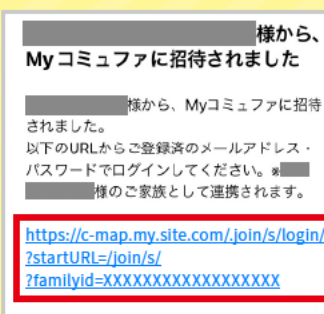 様から、
Myコミュファに招待されました
様から、Myコミュファに招待
されました。
以下のURLからご登録済のメールアドレス・
パスワードでログインしてください。※
様のご家族として連携されます。
https://c-map.my.site.com/.join/s/login/
?startURL=/join/s/
?familyid=XXXXXXXXXXXXXXXXXX